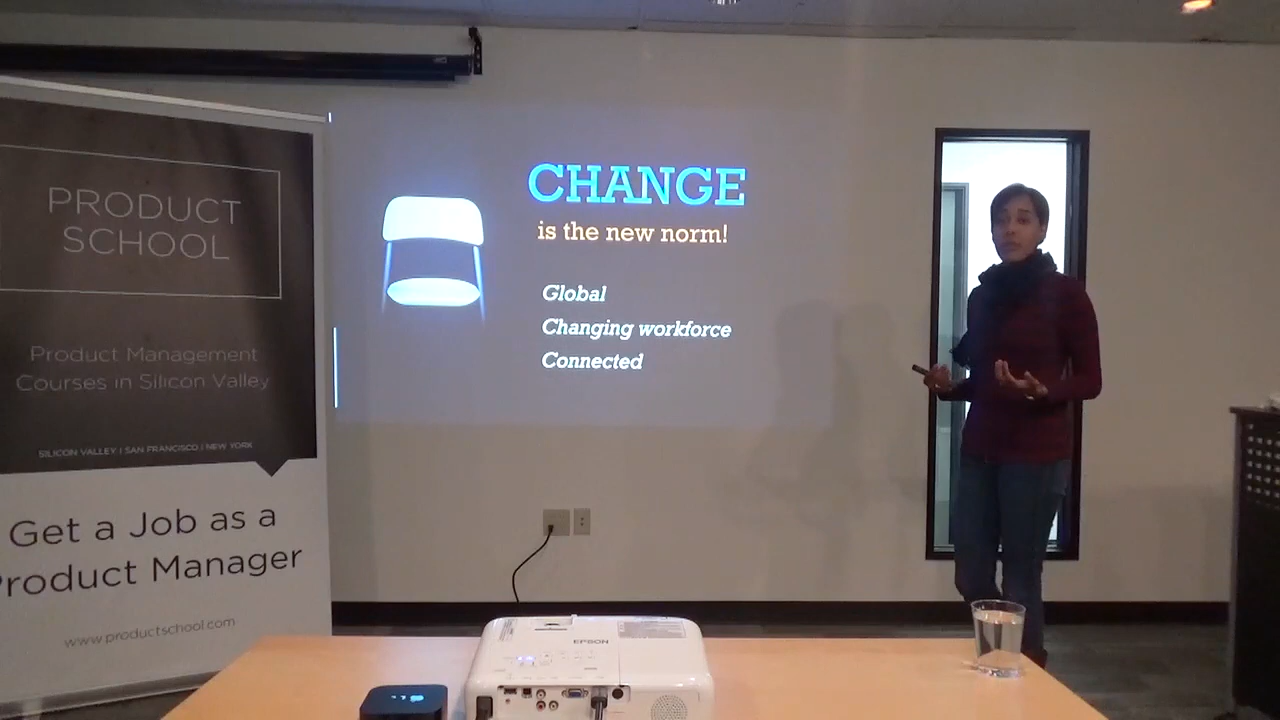 PRODUCT
SCHOOL
Product Management
Courses in Silicon Valley
SILICON VALLEY | SAN FRANCISCO | NEW YORK
Get a Job as a
Product Manager
www.productschool.com
CHANGE
is the new norm!
Global
Changing workforce
Connected
EPSON